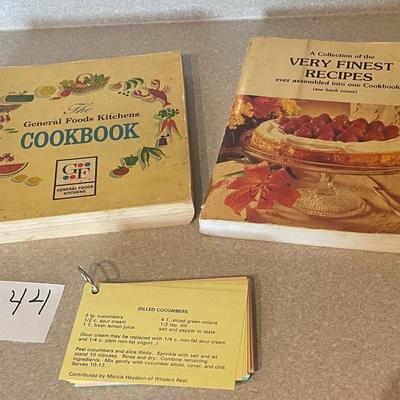 The
General Foods Kitchens
COOKBOOK
GF
GENERAL FOODS
KITCHENS
A Collection of the
VERY FINEST
RECIPES
ever assembled into one Cookbook
(see back cover)
44
DILLED CUCUMBERS
2 lg. cucumbers 4 T. sliced green onions
1/2 c. sour cream 1/2 tsp. dill
1 T. fresh lemon juice salt and pepper to taste
(Sour cream may be replaced with 1/4 c. non-fat sour cream
and 1/4 c. plain non-fat yogurt.)
Peel cucumbers and slice thinly. Sprinkle with salt and let
stand 10 minutes. Rinse and dry. Combine remaining
ingredients. Mix gently with cucumber slices, cover, and chill.
Serves 10-12.
Contributed by Marcia Heydorn of Whalers Rest.